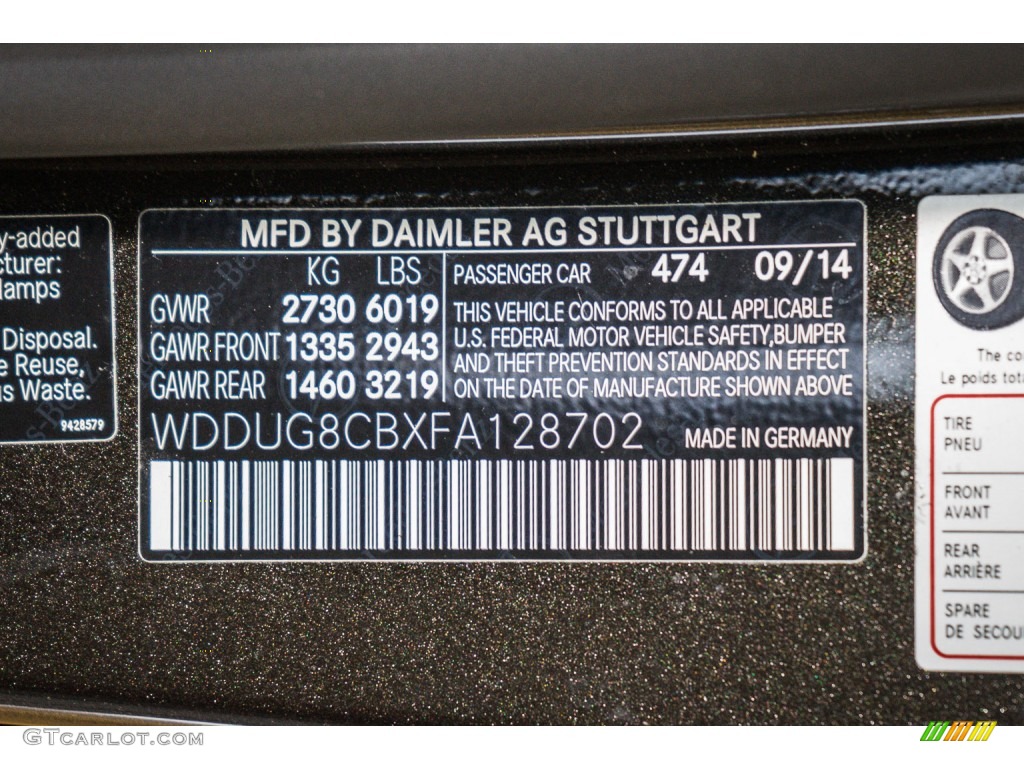 y-added
cturer:
lamps
Disposal.
e Reuse,
us Waste.
9428579
MFD BY DAIMLER AG STUTTGART
KG LBS
GVWR 2730 6019
GAWR FRONT 1335 2943
GAWR REAR 1460 3219
PASSENGER CAR 474 09/14
THIS VEHICLE CONFORMS TO ALL APPLICABLE
U.S. FEDERAL MOTOR VEHICLE SAFETY,BUMPER
AND THEFT PREVENTION STANDARDS IN EFFECT
ON THE DATE OF MANUFACTURE SHOWN ABOVE
WDDUG8CBXFA128702 MADE IN GERMANY
The co
Le poids tota
TIRE
PNEU
FRONT
AVANT
REAR
ARRIÈRE
SPARE
DE SECOU
GTCARLOT.COM